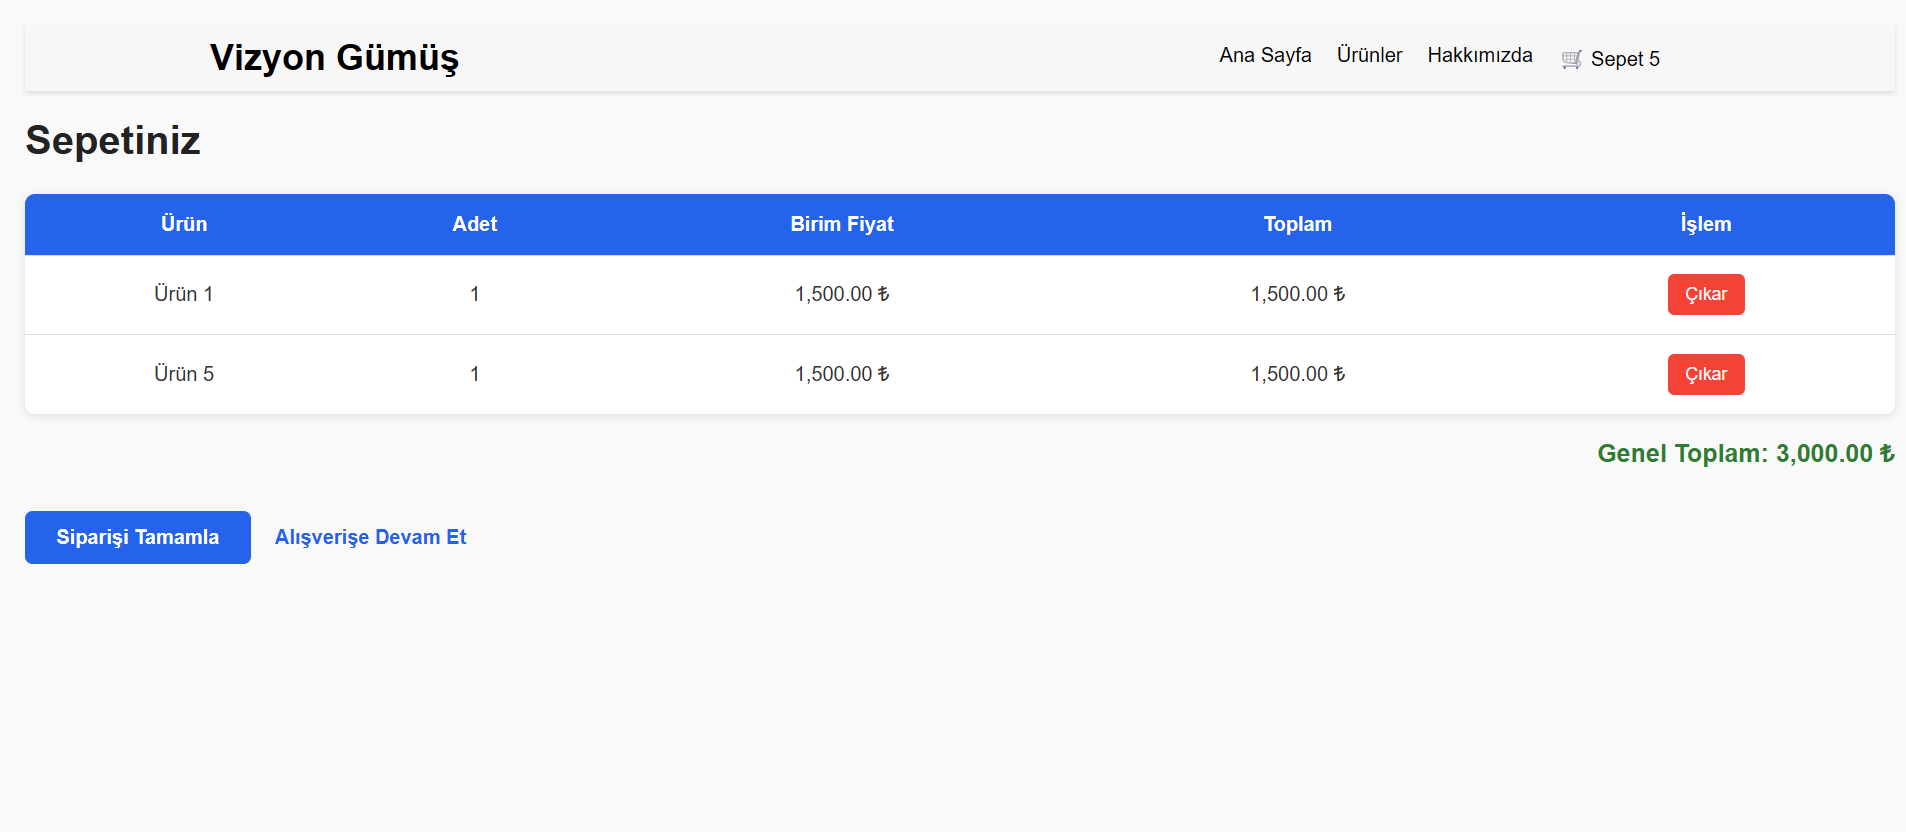 Vizyon Gümüş
Ana Sayfa Ürünler Hakkımızda Sepet 5
Sepetiniz
Ürün Adet Birim Fiyat Toplam İşlem
Ürün 1 1 1,500.00 ₺ 1,500.00 ₺ Çıkar
Ürün 5 1 1,500.00 ₺ 1,500.00 ₺ Çıkar
Genel Toplam: 3,000.00 ₺
Siparişi Tamamla Alışverişe Devam Et